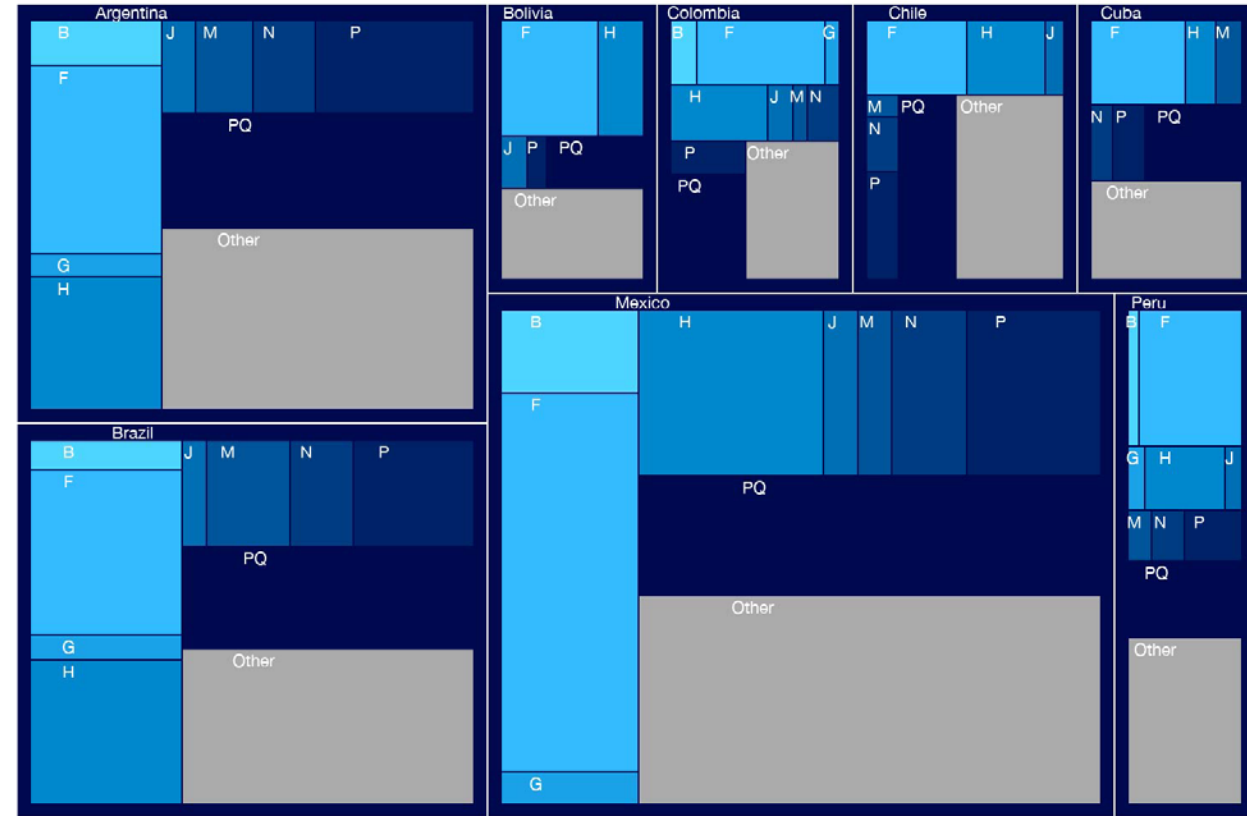 Argentina
B J M N P
F
PQ
Other
G
H
Bolivia
F H
J P PQ
Other
Colombia
B F G
H J M N
P Other
PQ
Chile
F H J
M PQ Other
N
P
Cuba
F H M
N P PQ
Other
Brazil
B J M N P
F
PQ
G
Other
H
Mexico
B H J M N P
F
PQ
Other
G
Peru
B F
G H J
M N P
PQ
Other